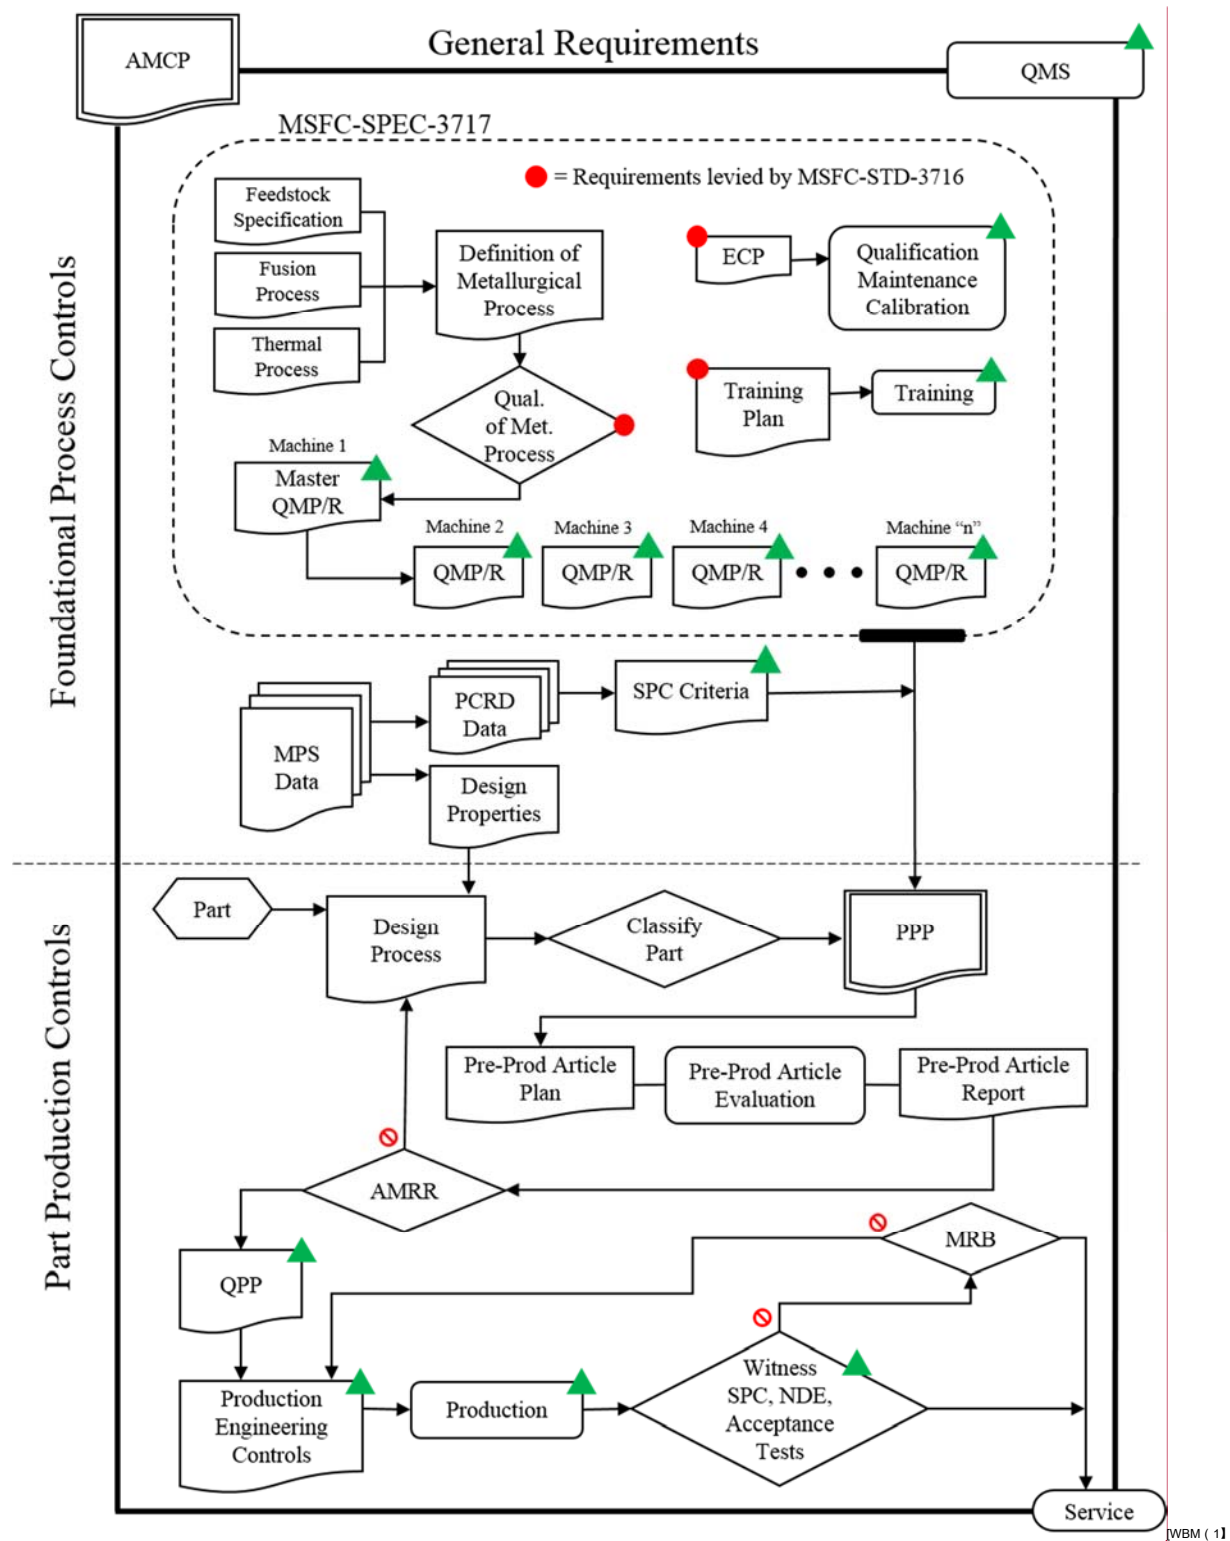 General Requirements
AMCP
QMS
MSFC-SPEC-3717
= Requirements levied by MSFC-STD-3716
Foundational Process Controls
Feedstock
Specification
Fusion
Process
Thermal
Process
Definition of
Metallurgical
Process
ECP
Qualification
Maintenance
Calibration
Qual.
of Met.
Process
Training
Plan
Training
Machine 1
Master
QMP/R
Machine 2
QMP/R
Machine 3
QMP/R
Machine 4
QMP/R
Machine “n”
QMP/R
MPS
Data
PCRD
Data
SPC Criteria
Design
Properties
Part Production Controls
Part
Design
Process
Classify
Part
PPP
Pre-Prod Article
Plan
Pre-Prod Article
Evaluation
Pre-Prod Article
Report
AMRR
MRB
QPP
Production
Engineering
Controls
Production
Witness
SPC, NDE,
Acceptance
Tests
Service
[WBM ( 1]